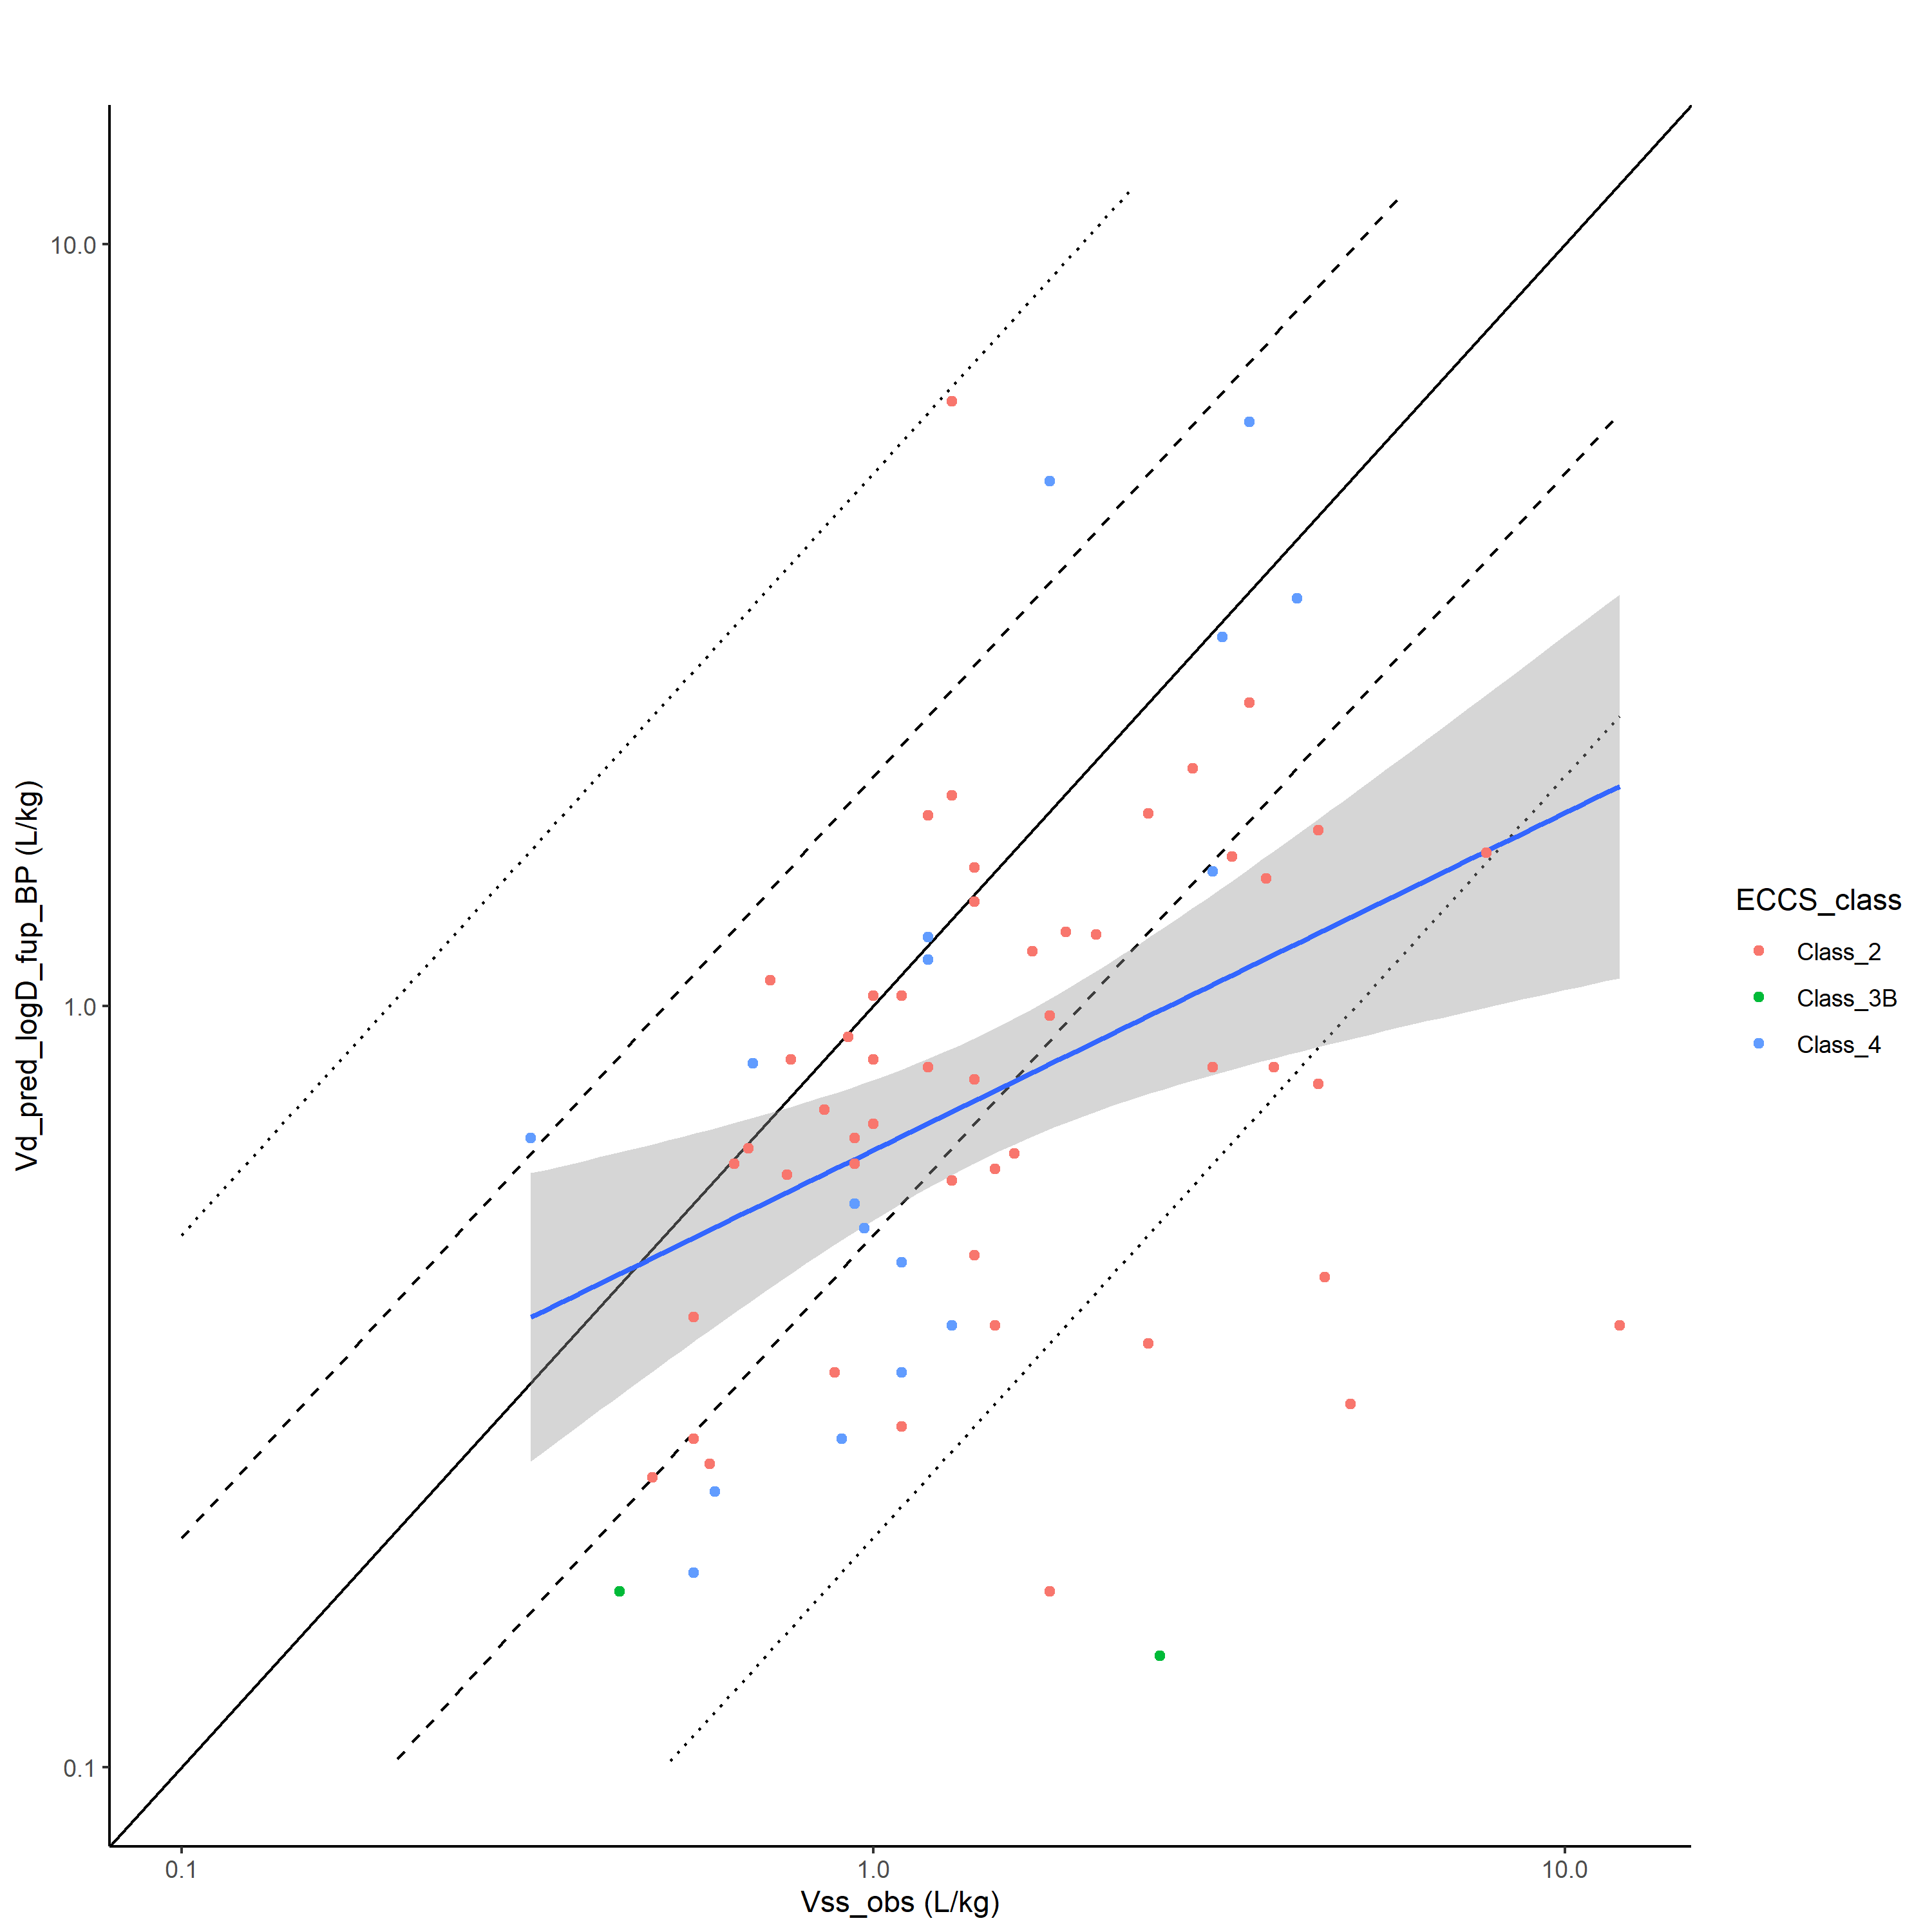 10.0
1.0
0.1
Vd_pred_logD_fup_BP (L/kg)
0.1
1.0
10.0
Vss_obs (L/kg)
ECCS_class
Class_2
Class_3B
Class_4